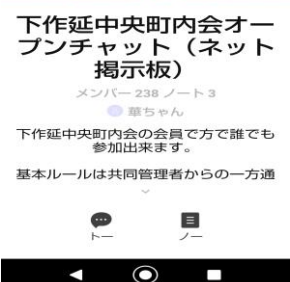 下作延中央町内会オー
プンチャット（ネット
掲示板）
メンバー 238 ノート 3
華ちゃん
下作延中央町内会の会員で方で誰でも
参加出来ます。
基本ルールは共同管理者からの一方通
トー
ノー